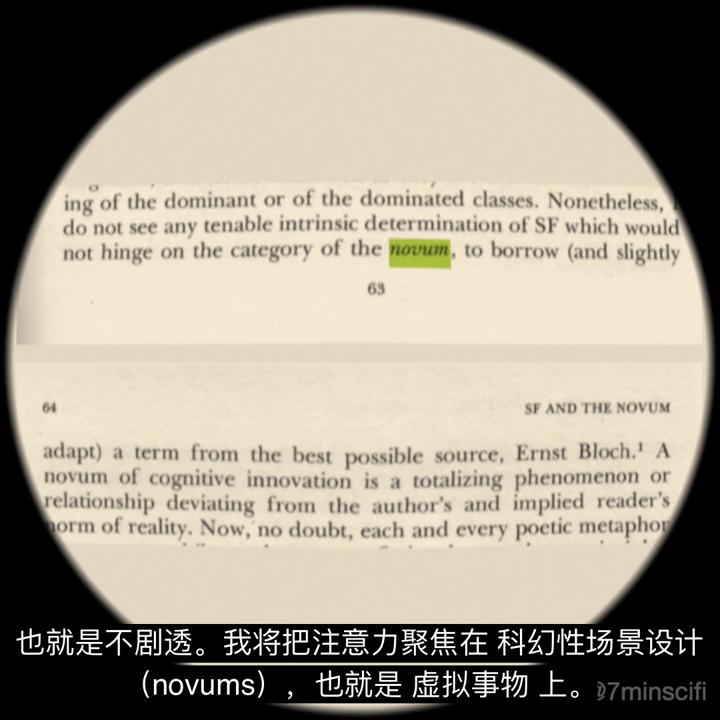 ing of the dominant or of the dominated classes. Nonetheless,
do not see any tenable intrinsic determination of SF which would
not hinge on the category of the novum, to borrow (and slightly
63
64
SF AND THE NOVUM
adapt) a term from the best possible source, Ernst Bloch.¹ A
novum of cognitive innovation is a totalizing phenomenon or
relationship deviating from the author's and implied reader's
norm of reality. Now, no doubt, each and every poetic metaphor
也就是不剧透。我将把注意力聚焦在 科幻性场景设计
（novums），也就是 虚拟事物 上。
@7minscifi